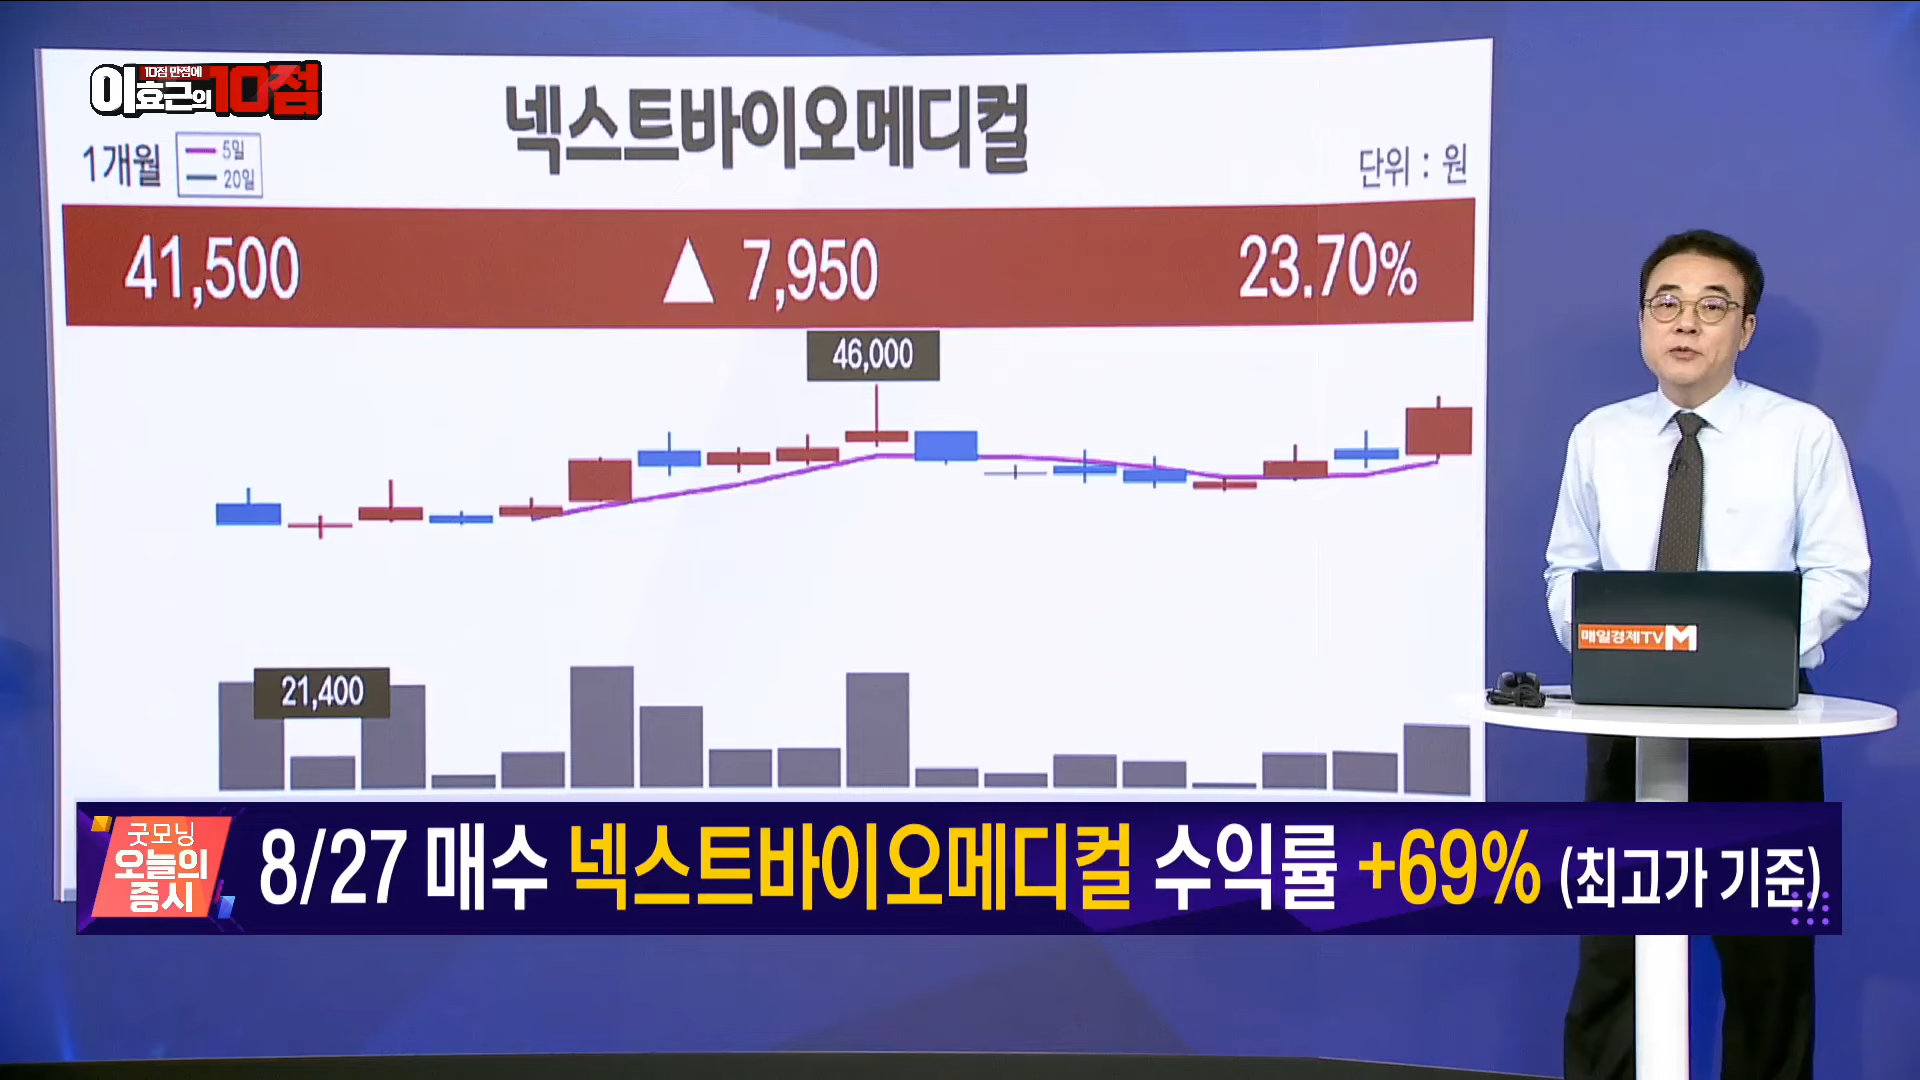 10점 만점에
이효근의10점
넥스트바이오메디컬
1개월
5일
20일
단위 : 원
41,500 ▲ 7,950 23.70%
46,000
21,400
매일경제TV M
굿모닝
오늘의
증시
8/27 매수 넥스트바이오메디컬 수익률 +69% (최고가 기준)